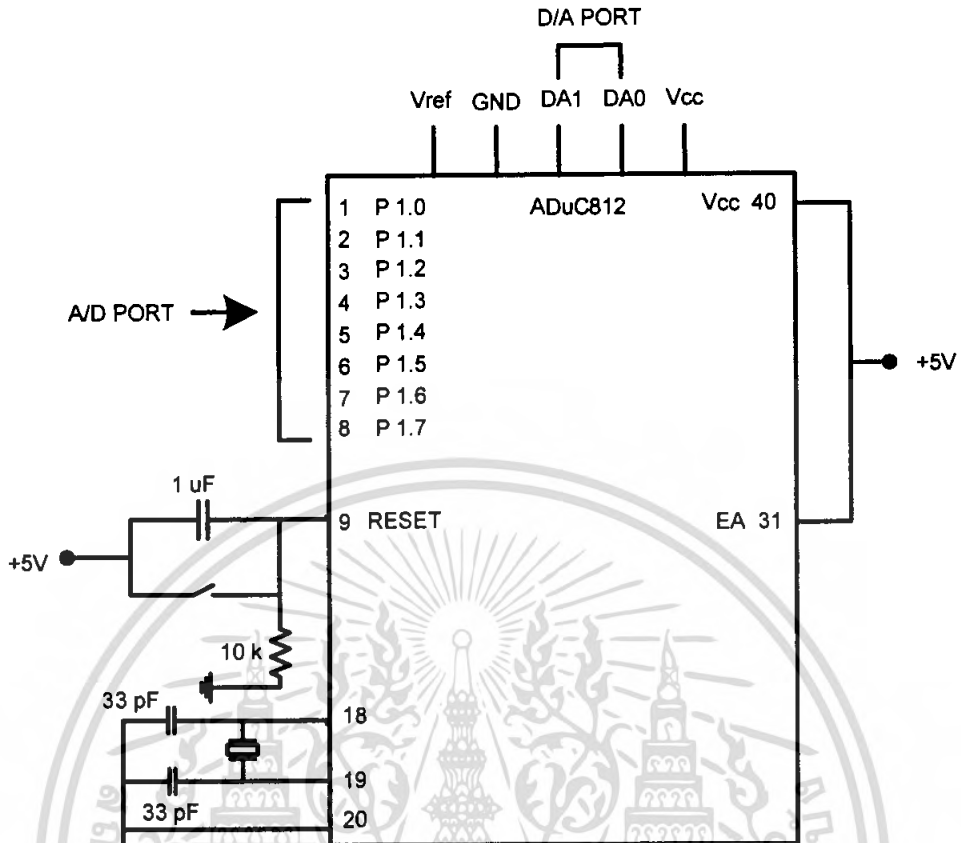 D/A PORT
Vref GND DA1 DA0 Vcc
ADuC812
Vcc 40
1 P 1.0
2 P 1.1
3 P 1.2
4 P 1.3
5 P 1.4
6 P 1.5
7 P 1.6
8 P 1.7
A/D PORT
+5V
1 uF
9 RESET
EA 31
+5V
10 k
33 pF
18
19
33 pF
20